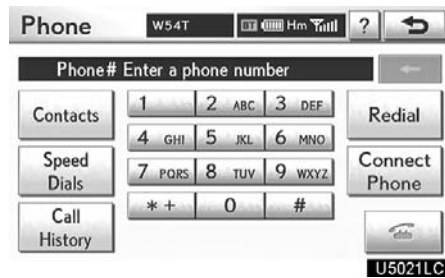 Phone W54T BT Hm ?
Phone# Enter a phone number
Contacts 1 2 ABC 3 DEF Redial
4 GHI 5 JKL 6 MNO
Speed Dials 7 PQRS 8 TUV 9 WXYZ Connect Phone
Call History *+ 0 #
U5021LC